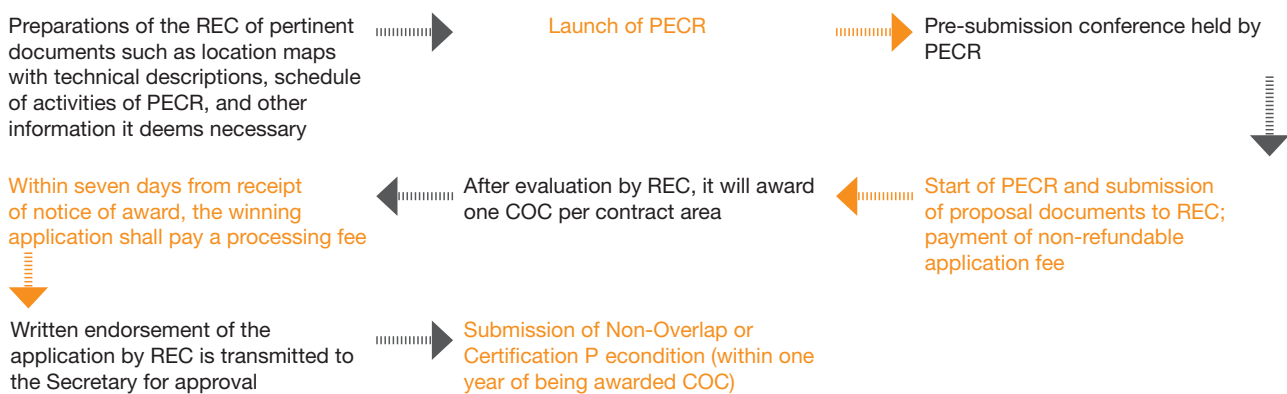 Preparations of the REC of pertinent
documents such as location maps
with technical descriptions, schedule
of activities of PECR, and other
information it deems necessary
Launch of PECR
Pre-submission conference held by
PECR
Start of PECR and submission
of proposal documents to REC;
payment of non-refundable
application fee
After evaluation by REC, it will award
one COC per contract area
Within seven days from receipt
of notice of award, the winning
application shall pay a processing fee
Written endorsement of the
application by REC is transmitted to
the Secretary for approval
Submission of Non-Overlap or
Certification P econdition (within one
year of being awarded COC)